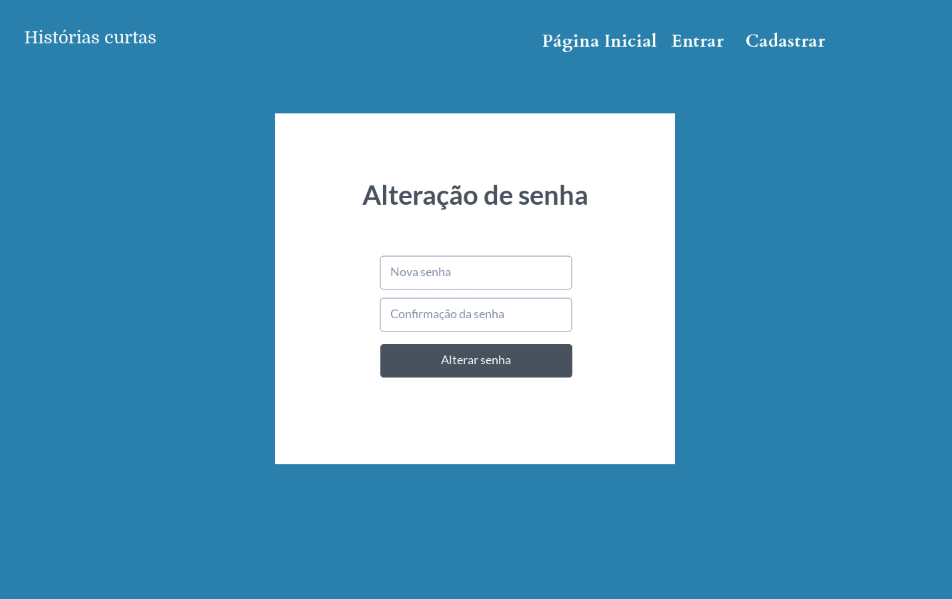 Histórias curtas
Página Inicial Entrar Cadastrar
Alteração de senha
Nova senha
Confirmação da senha
Alterar senha